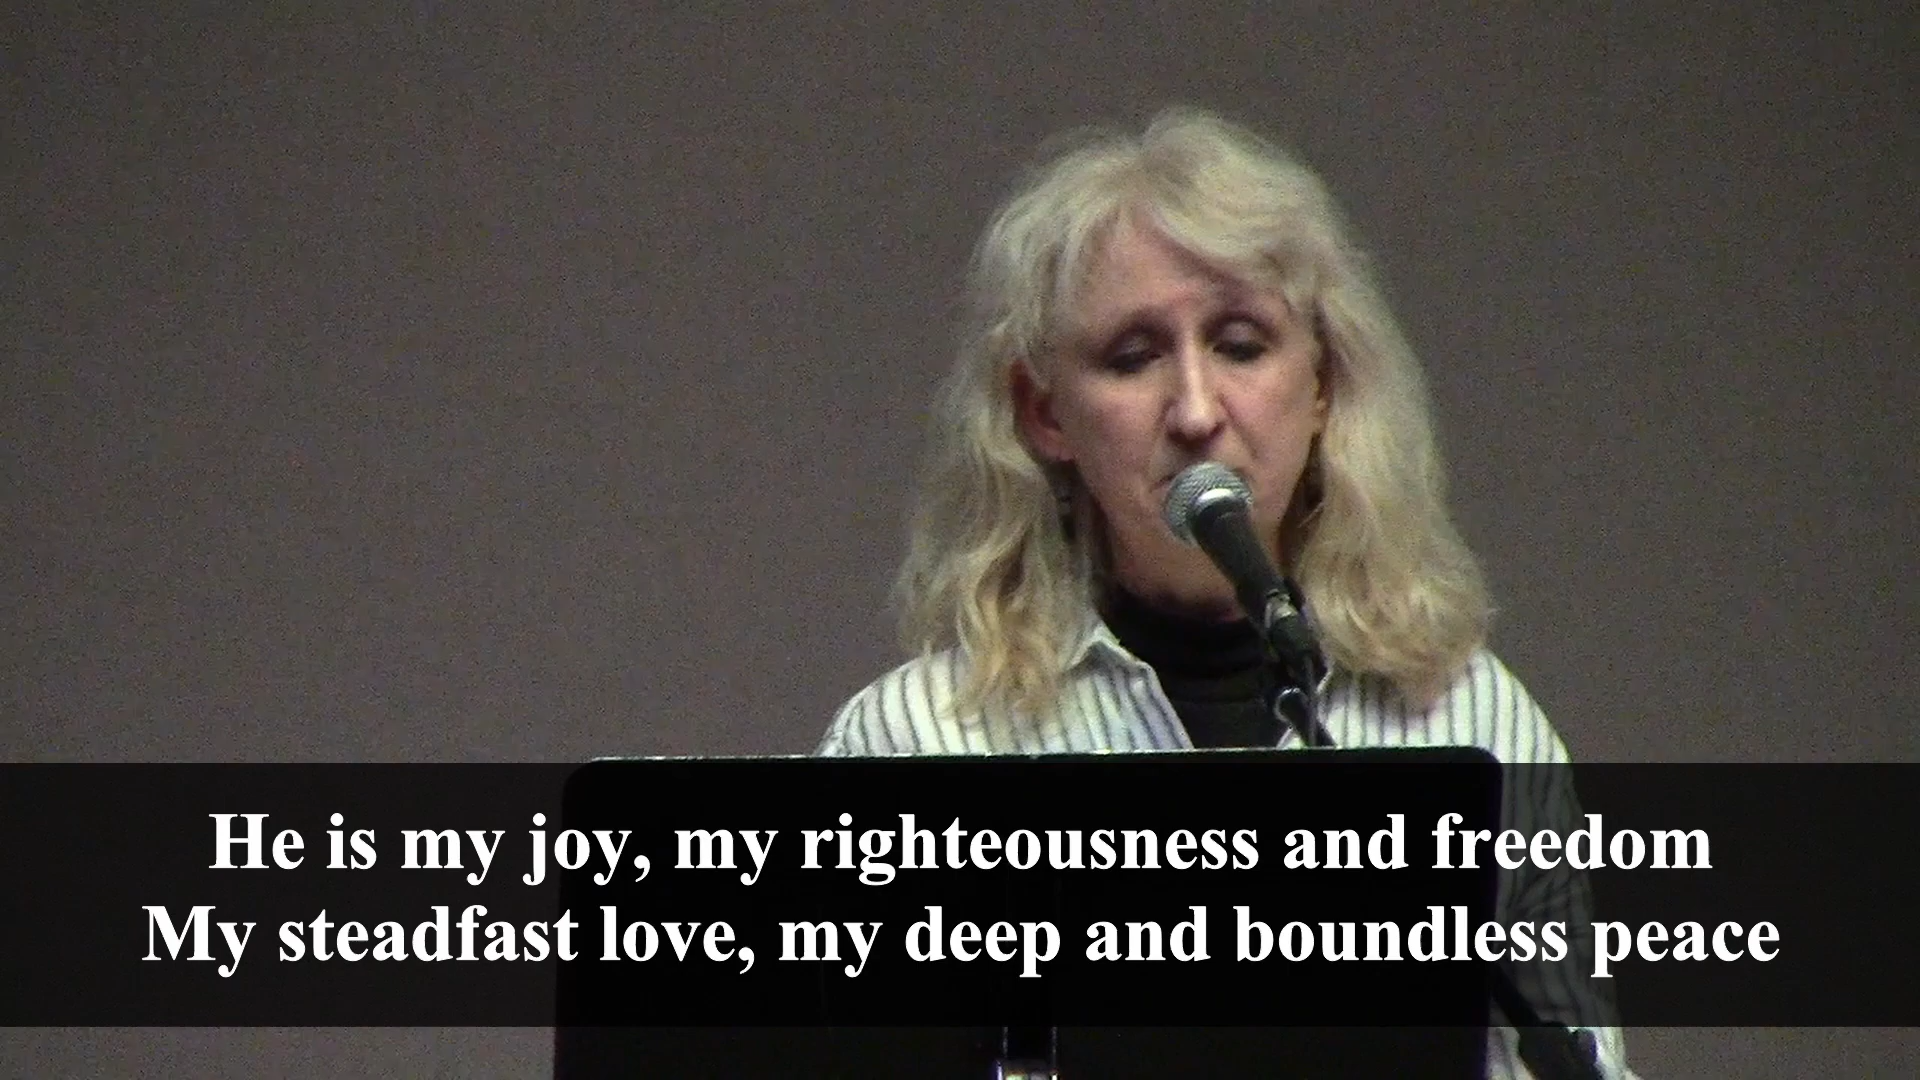 He is my joy, my righteousness and freedom
My steadfast love, my deep and boundless peace